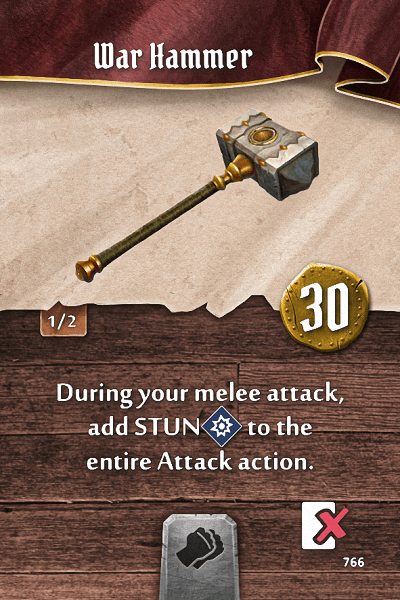 War Hammer
30
1/2
During your melee attack,
add STUN to the
entire Attack action.
766